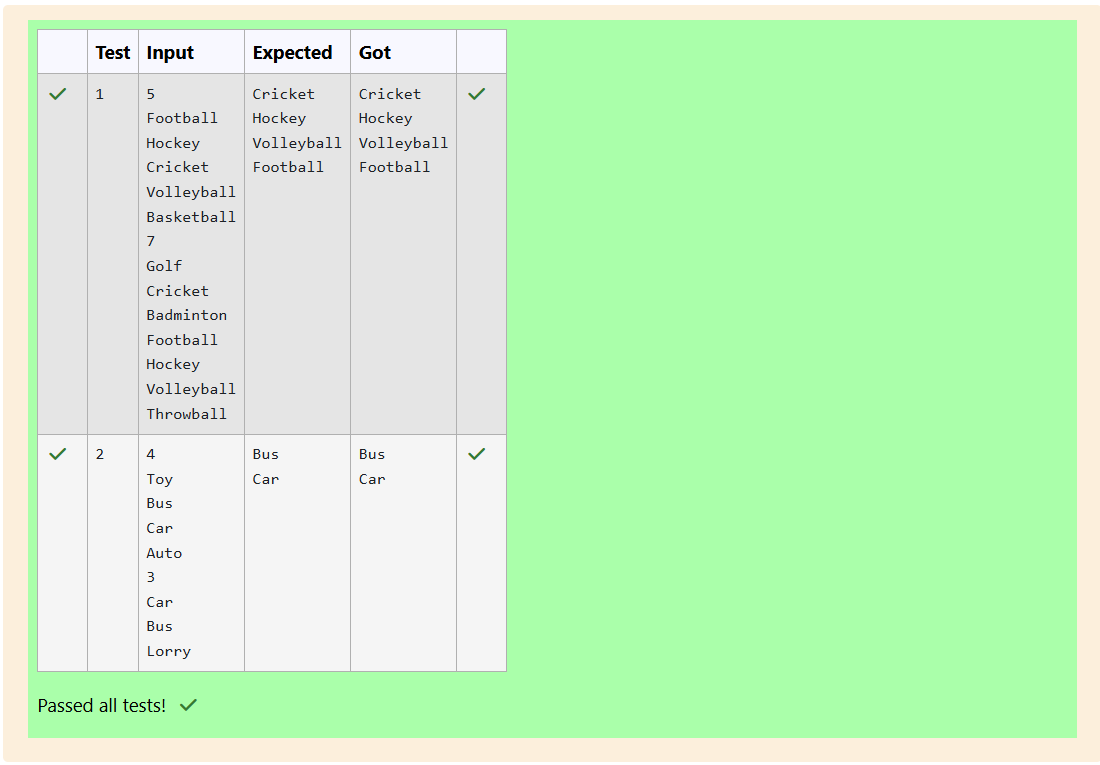 Test Input Expected Got
1 5 Cricket Cricket
Football Hockey Hockey
Hockey Volleyball Volleyball
Cricket Football Football
Volleyball
Basketball
7
Golf
Cricket
Badminton
Football
Hockey
Volleyball
Throwball
2 4 Bus Bus
Toy Car Car
Bus
Car
Auto
3
Car
Bus
Lorry
Passed all tests!